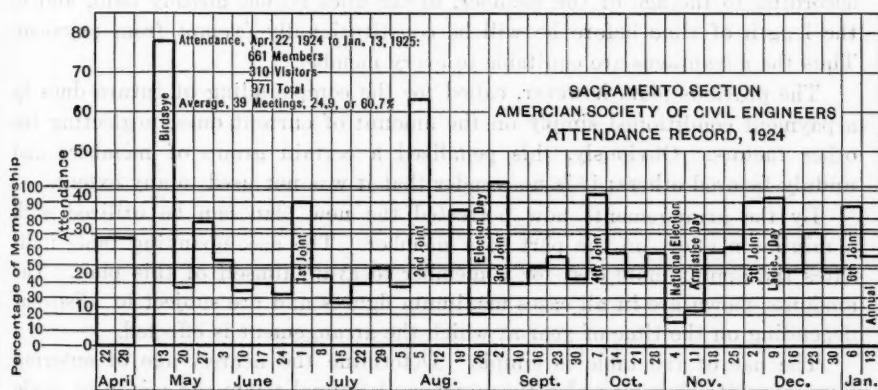 Attendance, Apr. 22, 1924 to Jan, 13, 1925:
661 Members
310 Visitors
971 Total
Average, 39 Meetings, 24,9, or 60.7%
SACRAMENTO SECTION
AMERCIAN SOCIETY OF CIVIL ENGINEERS
ATTENDANCE RECORD, 1924
Percentage of Membership
100
90
80
70
60
50
40
30
20
10
0
Attendance
80
70
60
50
40
30
20
10
0
Birdseye
1st Joint
2nd Joint
Election Day
3rd Joint
4th Joint
National Election
Armistice Day
5th Joint
Ladies' Day
6th Joint
Annual
22 29 13 20 27 3 10 17 24 1 8 15 22 29 5 12 19 26 2 9 16 23 30 7 14 21 28 4 11 18 25 2 9 16 23 30 6 13
April May June July Aug. Sept. Oct. Nov. Dec. Jan.